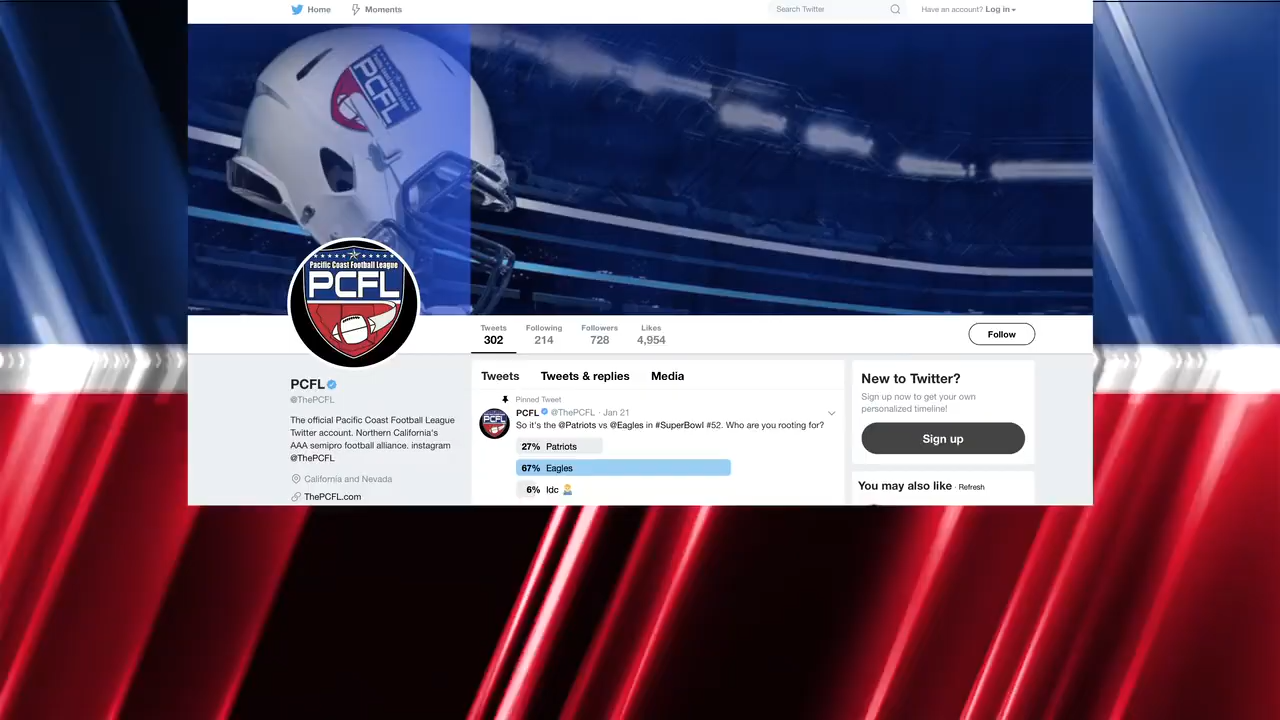 Home
Moments
Search Twitter
Have an account? Log in
PCFL
Pacific Coast Football League
PCFL
Tweets
302
Following
214
Followers
728
Likes
4,954
Follow
PCFL
@ThePCFL
The official Pacific Coast Football League
Twitter account. Northern California's
AAA semipro football alliance. instagram
@ThePCFL
California and Nevada
ThePCFL.com
Tweets Tweets & replies Media
Pinned Tweet
PCFL @ThePCFL · Jan 21
So it's the @Patriots vs @Eagles in #SuperBowl #52. Who are you rooting for?
27% Patriots
67% Eagles
6% Idc 🤷‍♂️
New to Twitter?
Sign up now to get your own
personalized timeline!
Sign up
You may also like · Refresh